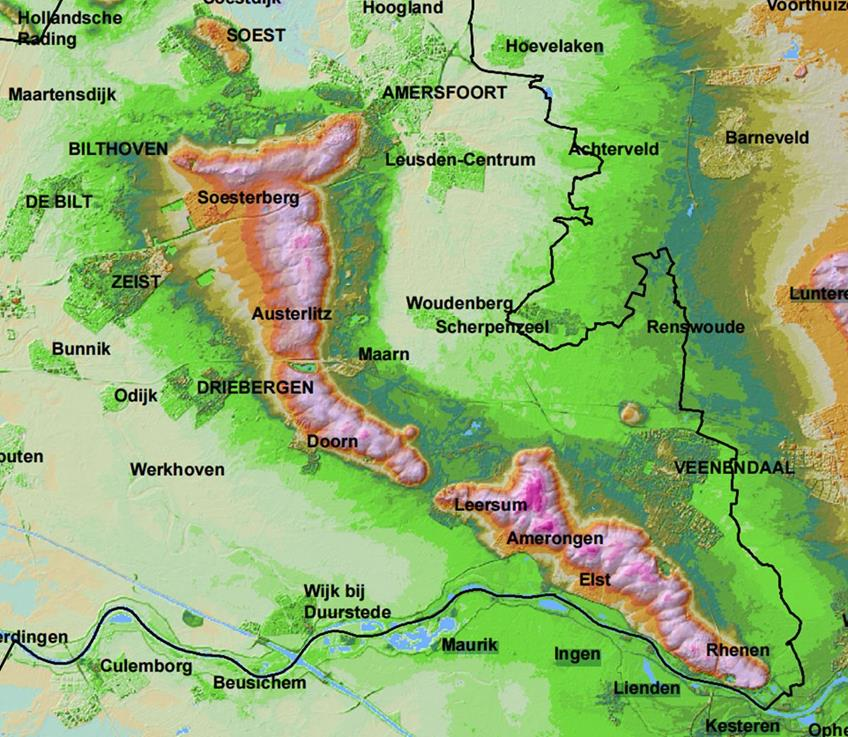 Soestdijk
Hoogland
Hollandsche
Rading
SOEST
Hoevelaken
Maartensdijk
AMERSFOORT
Barneveld
BILTHOVEN
Achterveld
Leusden-Centrum
DE BILT
Soesterberg
ZEIST
Woudenberg
Austerlitz
Scherpenzeel
Renswoude
Bunnik
Maarn
DRIEBERGEN
Odijk
Doorn
Werkhoven
VEENENDAAL
Leersum
Amerongen
Elst
Wijk bij
Duurstede
Maurik
Ingen
Rhenen
Culemborg
Beusichem
Lienden
Kesteren